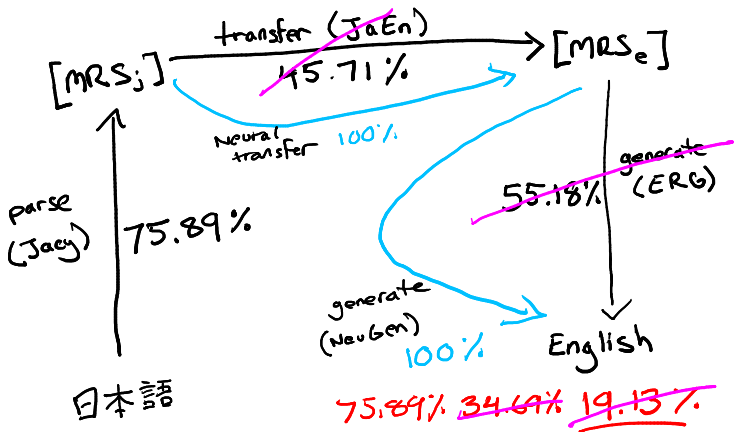 transfer (JaEn)
[MRSj] 45.71% [MRSe]
Neural
transfer 100%
parse
(Jacy) 75.89%
55.18% generate
(ERG)
generate
(NeuGen) 100%
English
日本語
75.89% 34.69% 19.13%